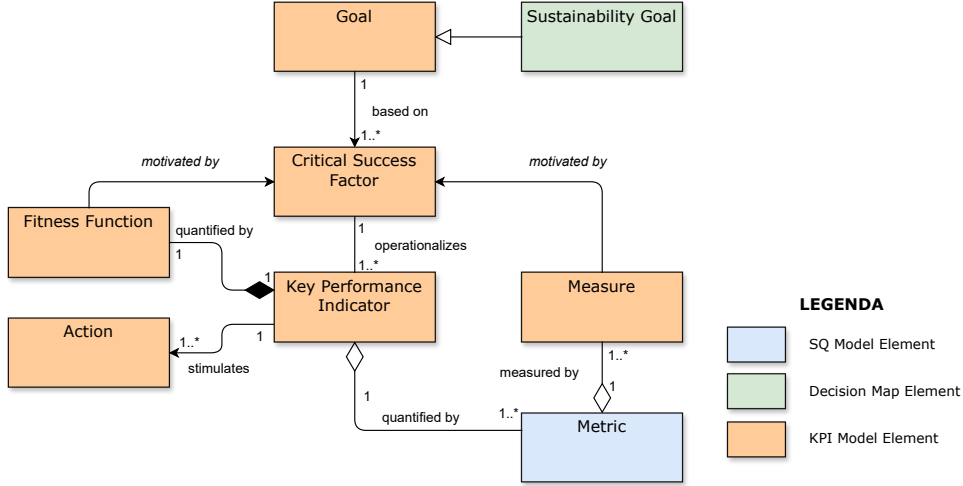 Goal
Sustainability Goal
1
based on
1..*
motivated by
Critical Success
Factor
motivated by
Fitness Function
quantified by
1
1
operationalizes
1..*
1
Key Performance
Indicator
Measure
Action
1..*
1
stimulates
1..*
measured by
1
1
quantified by
1..*
Metric
LEGENDA
SQ Model Element
Decision Map Element
KPI Model Element